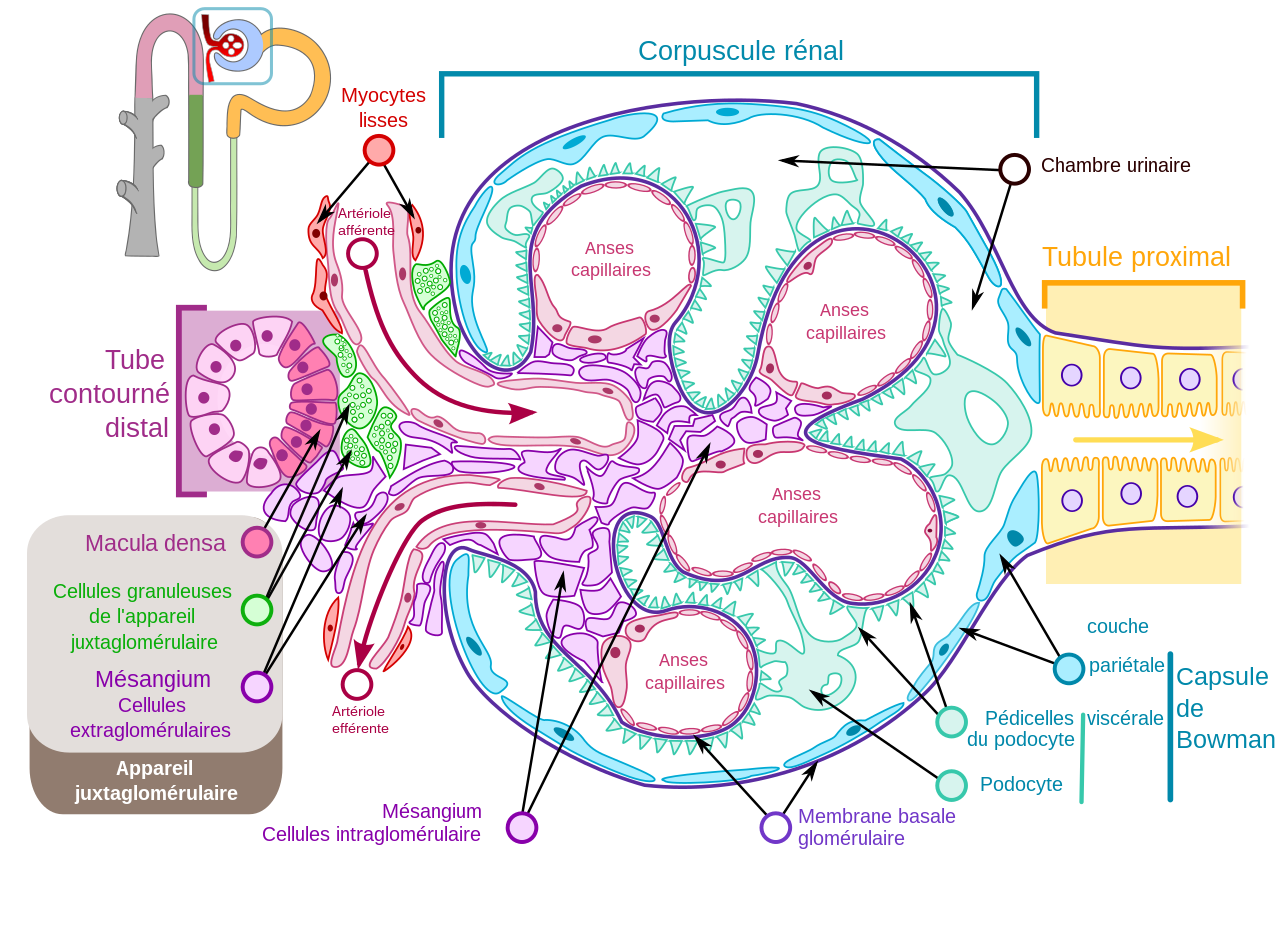 Corpuscule rénal
Myocytes
lisses
Chambre urinaire
Artériole
afférente
Tubule proximal
Anses
capillaires
Anses
capillaires
Tube
contourné
distal
Anses
capillaires
Macula densa
Cellules granuleuses
de l'appareil
juxtaglomérulaire
Mésangium
Cellules
extraglomérulaires
Appareil
juxtaglomérulaire
Anses
capillaires
Artériole
efférente
couche
pariétale
Capsule
de
Bowman
Pédicelles
du podocyte
viscérale
Podocyte
Mésangium
Cellules intraglomérulaire
Membrane basale
glomérulaire